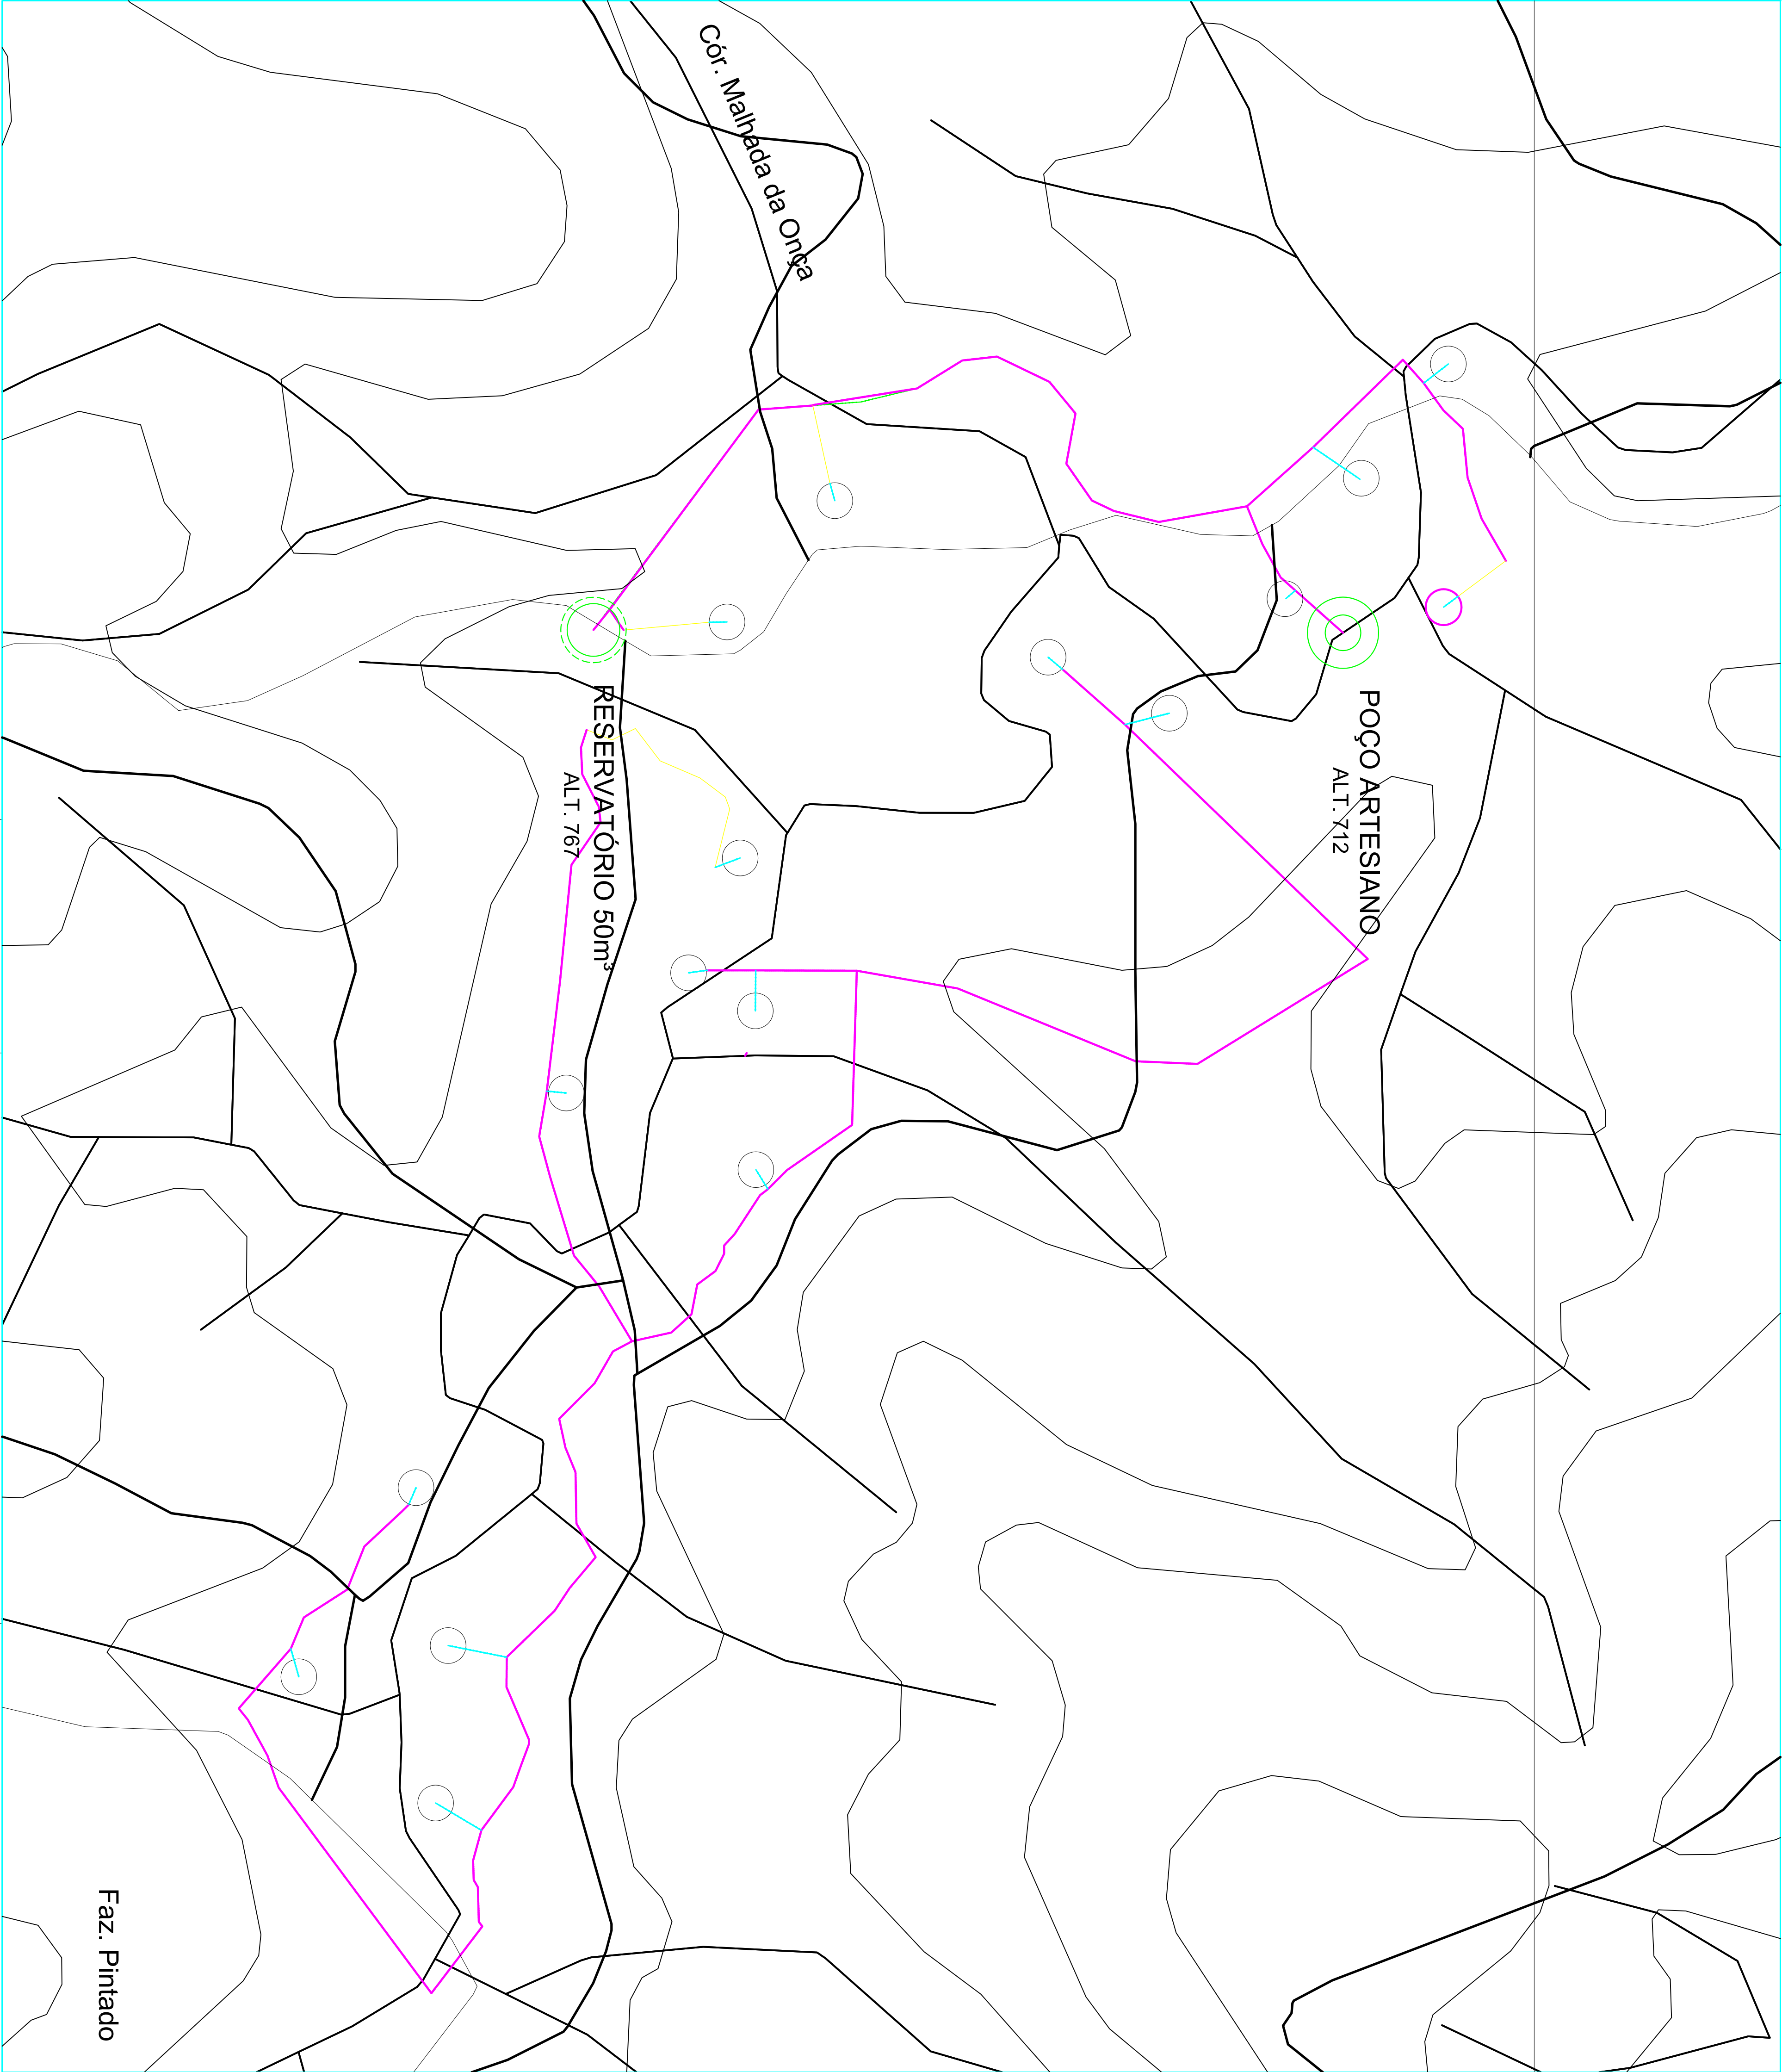 Cór. Malhada da Onça
POÇO ARTESIANO
ALT. 712
RESERVATÓRIO 50m³
ALT. 767
Faz. Pintado